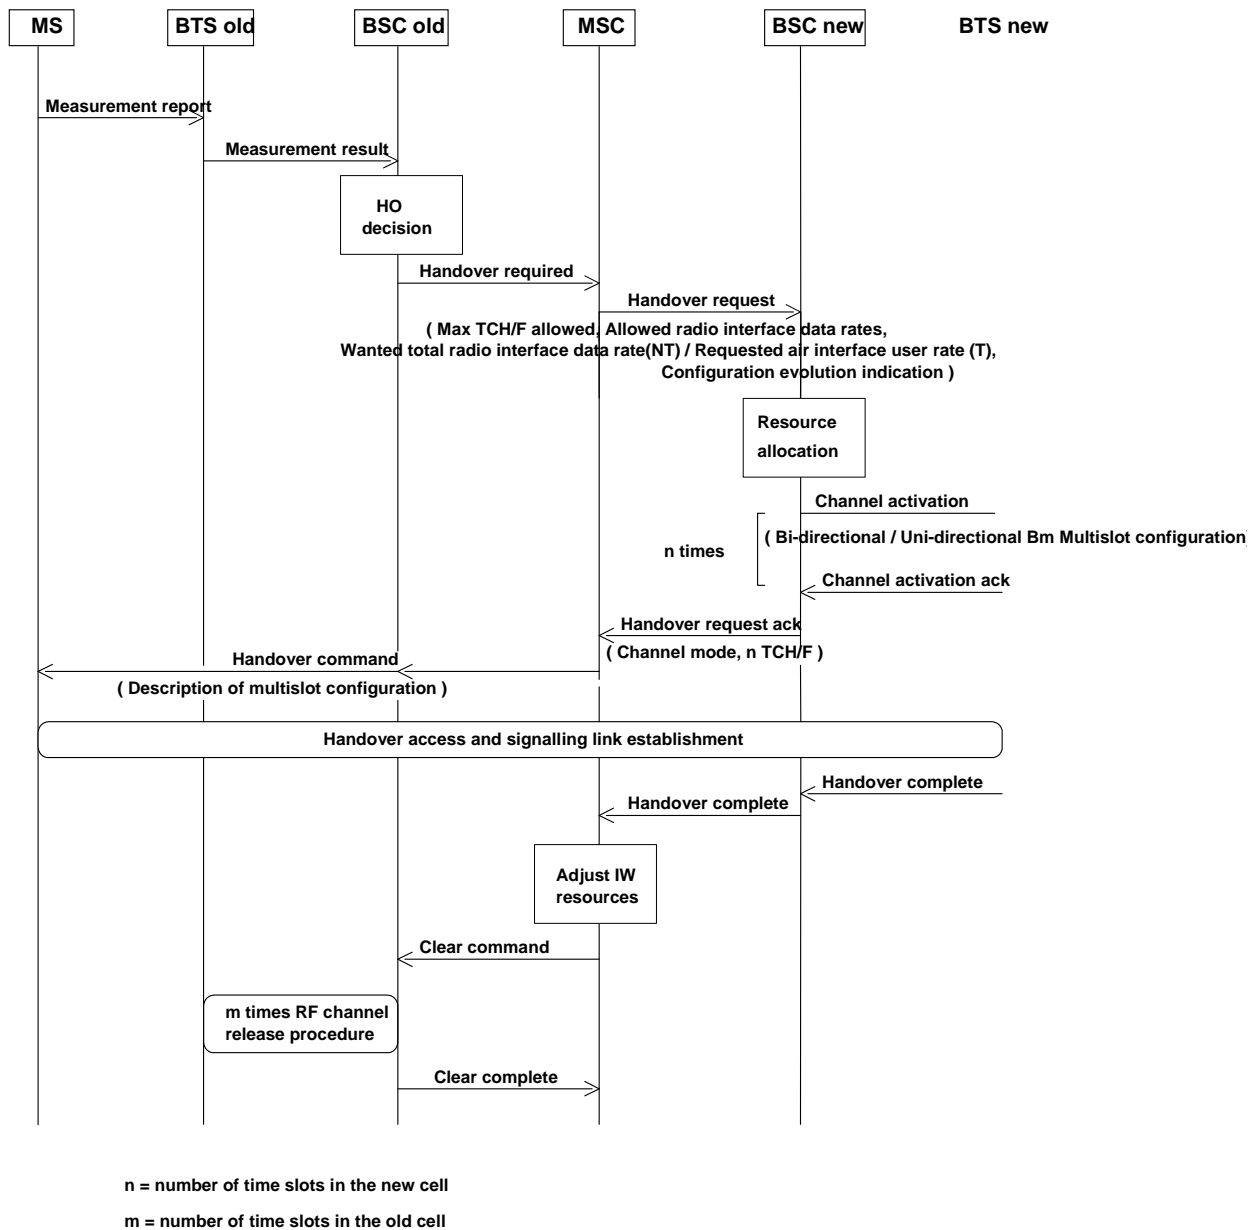 MS
BTS old
BSC old
MSC
BSC new
BTS new
Measurement report
Measurement result
HO
decision
Handover required
Handover request
( Max TCH/F allowed, Allowed radio interface data rates,
Wanted total radio interface data rate(NT) / Requested air interface user rate (T),
Configuration evolution indication )
Resource
allocation
Channel activation
( Bi-directional / Uni-directional Bm Multislot configuration)
n times
Channel activation ack
Handover request ack
( Channel mode, n TCH/F )
Handover command
( Description of multislot configuration )
Handover access and signalling link establishment
Handover complete
Handover complete
Adjust IW
resources
Clear command
m times RF channel
release procedure
Clear complete
n = number of time slots in the new cell
m = number of time slots in the old cell